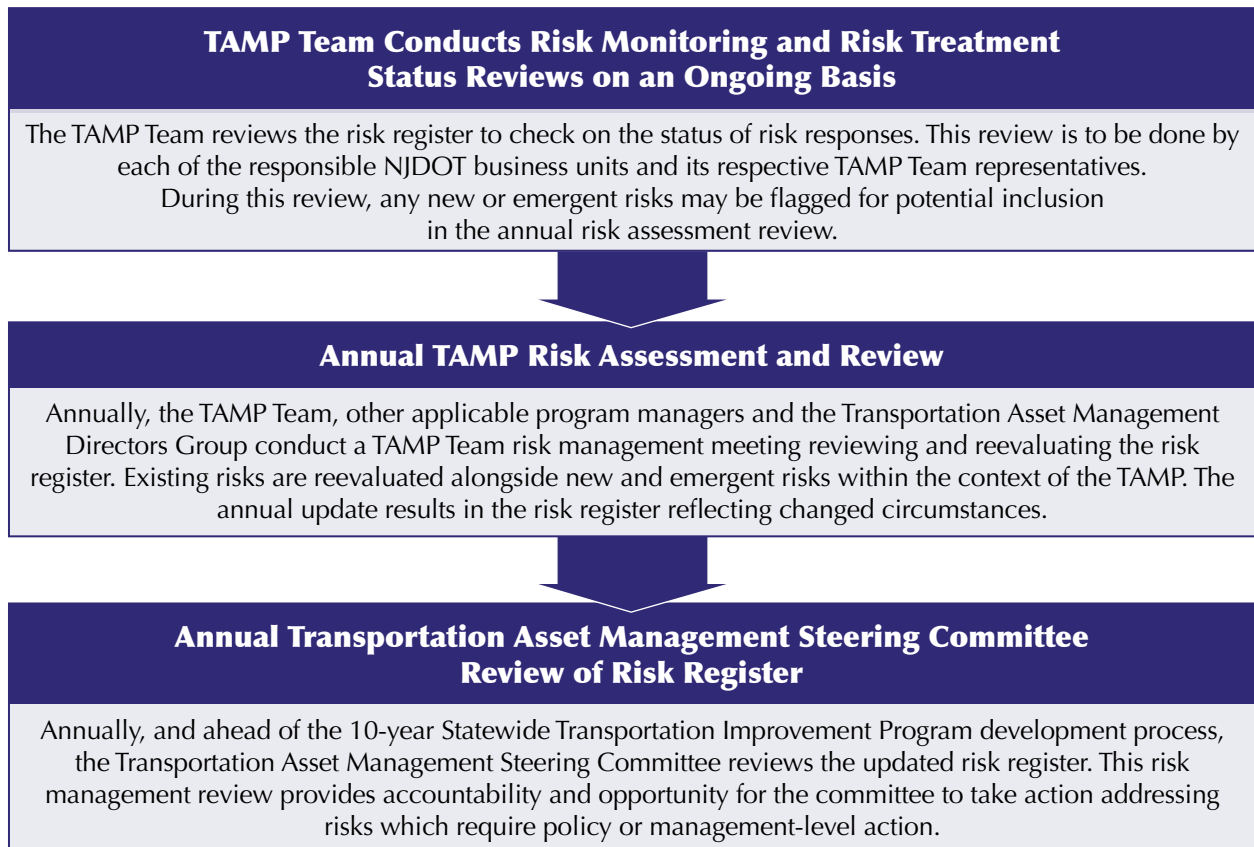 TAMP Team Conducts Risk Monitoring and Risk Treatment
Status Reviews on an Ongoing Basis
The TAMP Team reviews the risk register to check on the status of risk responses. This review is to be done by
each of the responsible NJDOT business units and its respective TAMP Team representatives.
During this review, any new or emergent risks may be flagged for potential inclusion
in the annual risk assessment review.
Annual TAMP Risk Assessment and Review
Annually, the TAMP Team, other applicable program managers and the Transportation Asset Management
Directors Group conduct a TAMP Team risk management meeting reviewing and reevaluating the risk
register. Existing risks are reevaluated alongside new and emergent risks within the context of the TAMP. The
annual update results in the risk register reflecting changed circumstances.
Annual Transportation Asset Management Steering Committee
Review of Risk Register
Annually, and ahead of the 10-year Statewide Transportation Improvement Program development process,
the Transportation Asset Management Steering Committee reviews the updated risk register. This risk
management review provides accountability and opportunity for the committee to take action addressing
risks which require policy or management-level action.